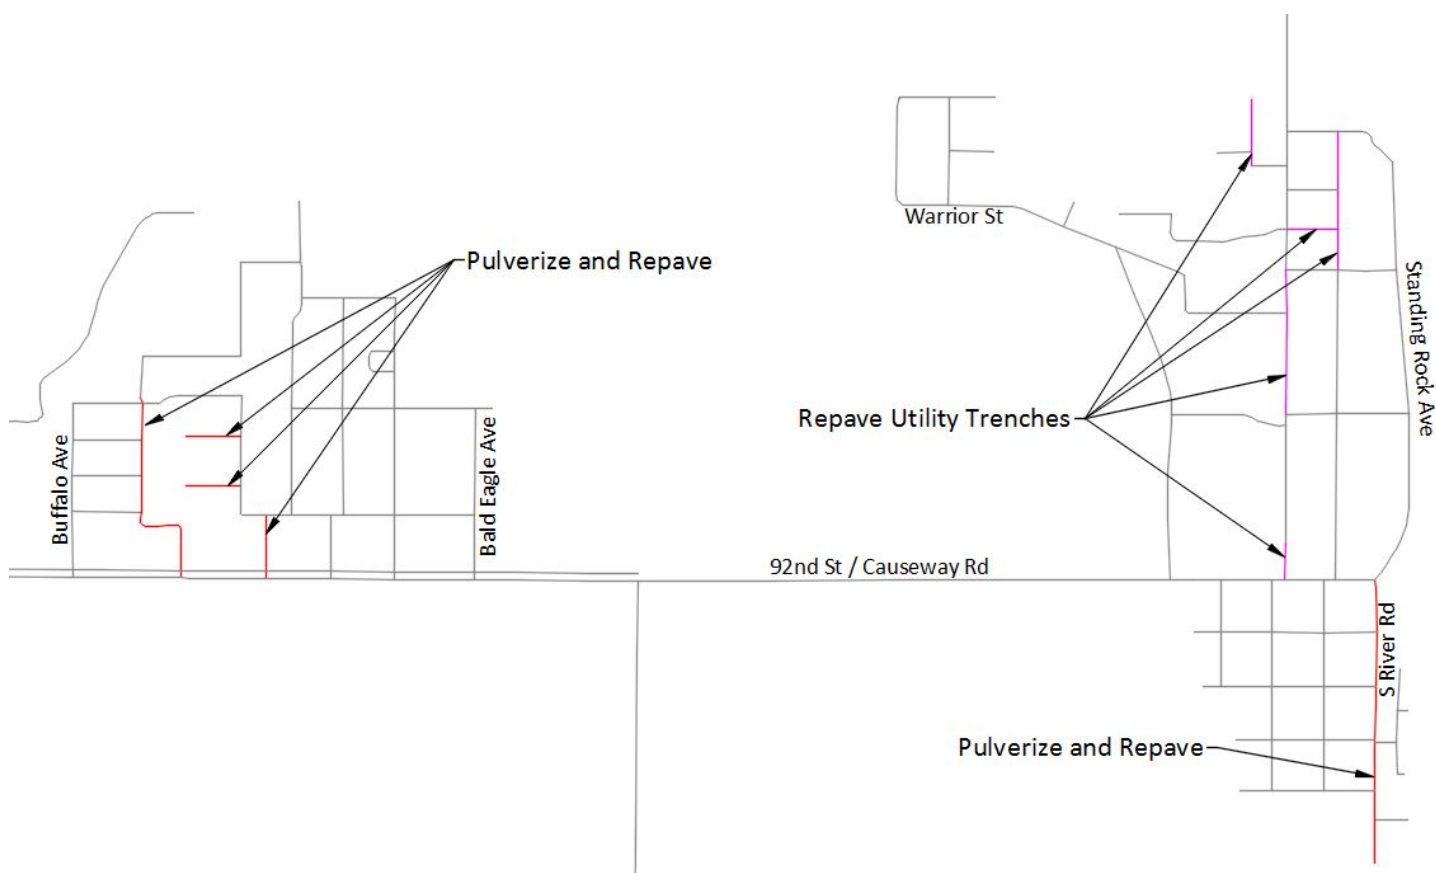 Warrior St
Pulverize and Repave
Standing Rock Ave
Repave Utility Trenches
Buffalo Ave
Bald Eagle Ave
92nd St / Causeway Rd
S River Rd
Pulverize and Repave